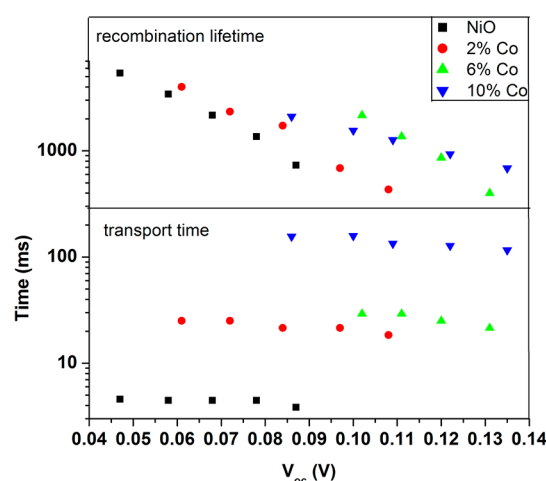 recombination lifetime
NiO
2% Co
6% Co
10% Co
1000
transport time
100
10
Time (ms)
0.04 0.05 0.06 0.07 0.08 0.09 0.10 0.11 0.12 0.13 0.14
V_oc (V)